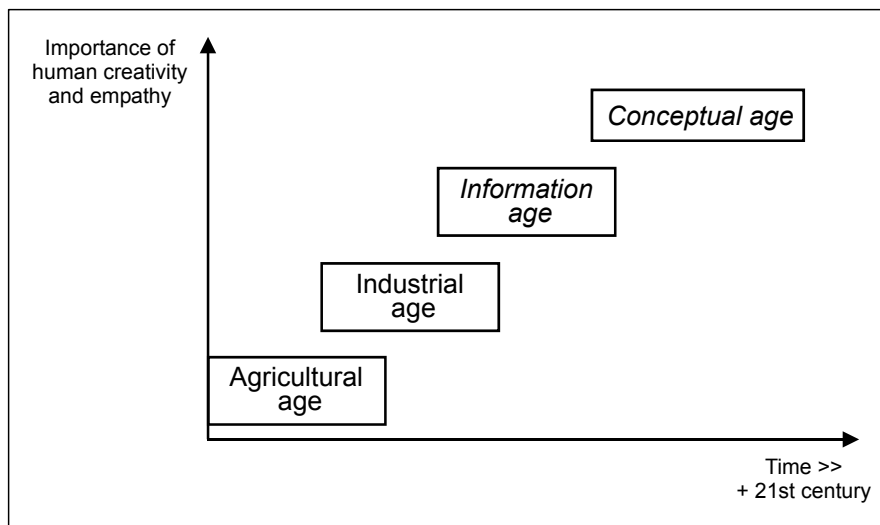 Importance of
human creativity
and empathy
Conceptual age
Information
age
Industrial
age
Agricultural
age
Time >>
+ 21st century